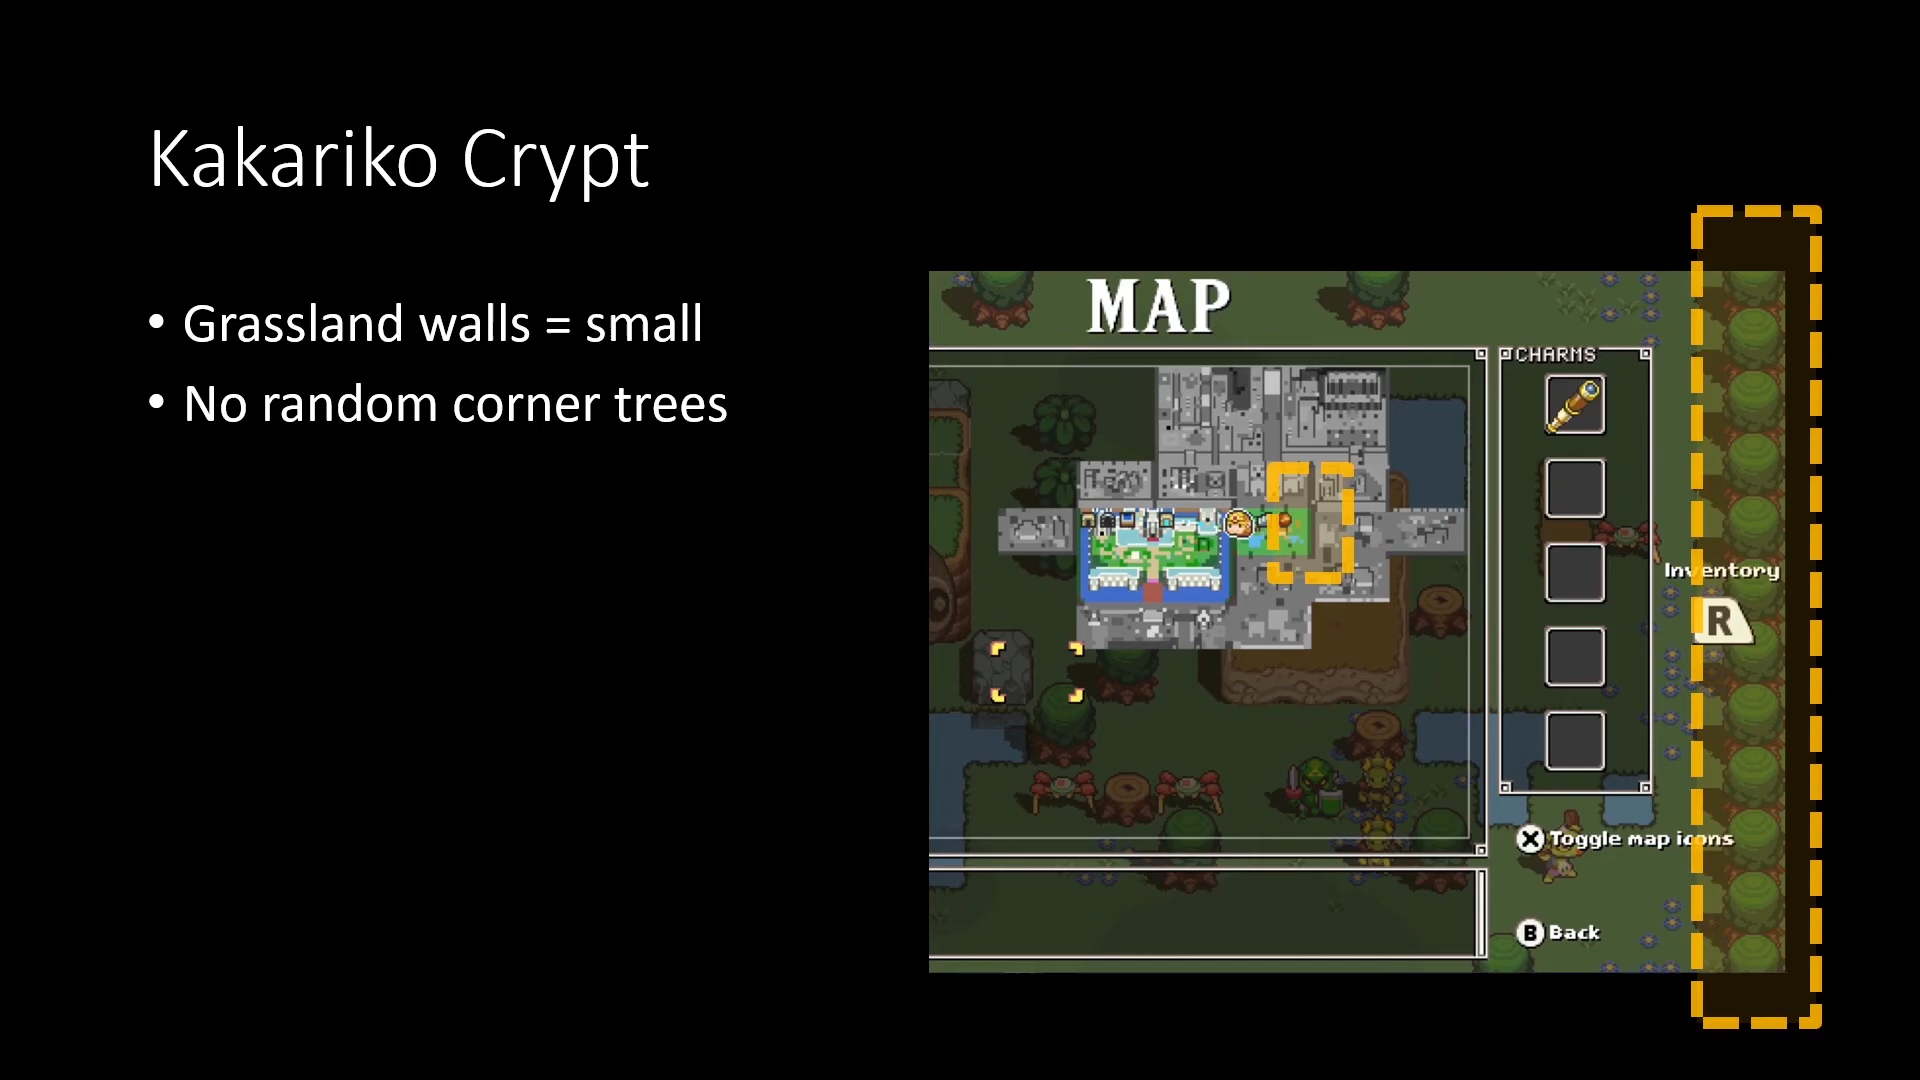 Kakariko Crypt
• Grassland walls = small
• No random corner trees
MAP
CHARMS
Inventory
R
X Toggle map icons
B Back